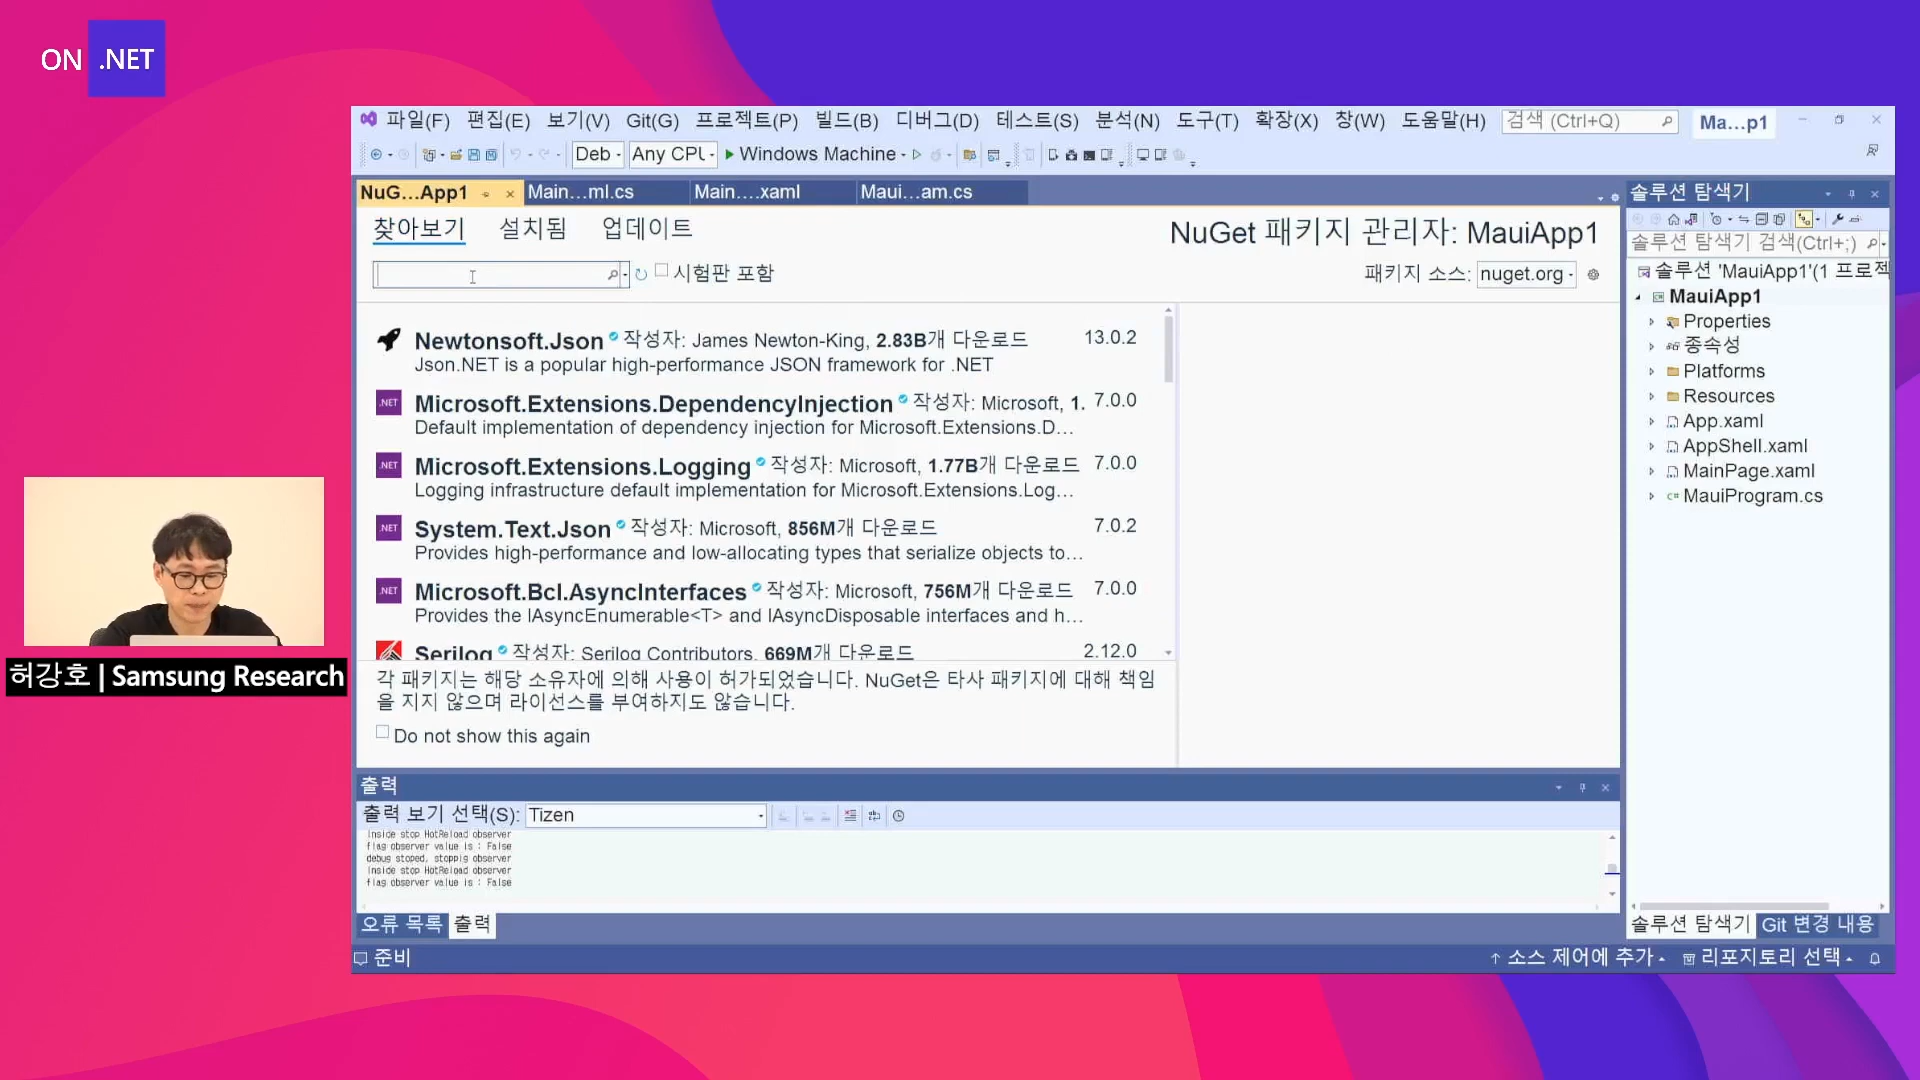 ON .NET
파일(F) 편집(E) 보기(V) Git(G) 프로젝트(P) 빌드(B) 디버그(D) 테스트(S) 분석(N) 도구(T) 확장(X) 창(W) 도움말(H) 검색 (Ctrl+Q) Ma...p1
Deb Any CPU Windows Machine
NuG...App1 Main...ml.cs Main....xaml Maui...am.cs
찾아보기 설치됨 업데이트
NuGet 패키지 관리자: MauiApp1
시험판 포함
패키지 소스: nuget.org
Newtonsoft.Json 작성자: James Newton-King, 2.83B개 다운로드 13.0.2
Json.NET is a popular high-performance JSON framework for .NET
.NET Microsoft.Extensions.DependencyInjection 작성자: Microsoft, 1. 7.0.0
Default implementation of dependency injection for Microsoft.Extensions.D...
.NET Microsoft.Extensions.Logging 작성자: Microsoft, 1.77B개 다운로드 7.0.0
Logging infrastructure default implementation for Microsoft.Extensions.Log...
.NET System.Text.Json 작성자: Microsoft, 856M개 다운로드 7.0.2
Provides high-performance and low-allocating types that serialize objects to...
.NET Microsoft.Bcl.AsyncInterfaces 작성자: Microsoft, 756M개 다운로드 7.0.0
Provides the IAsyncEnumerable<T> and IAsyncDisposable interfaces and h...
Serilog 작성자: Serilog Contributors, 669M개 다운로드 2.12.0
각 패키지는 해당 소유자에 의해 사용이 허가되었습니다. NuGet은 타사 패키지에 대해 책임
을 지지 않으며 라이선스를 부여하지도 않습니다.
Do not show this again
출력
출력 보기 선택(S): Tizen
Inside stop HotReload observer
flag observer value is : False
debug stoped, stoppig observer
Inside stop HotReload observer
flag observer value is : False
오류 목록 출력
준비
솔루션 탐색기
솔루션 탐색기 검색(Ctrl+;)
솔루션 'MauiApp1'(1 프로젝
MauiApp1
Properties
종속성
Platforms
Resources
App.xaml
AppShell.xaml
MainPage.xaml
C# MauiProgram.cs
솔루션 탐색기 Git 변경 내용
소스 제어에 추가 리포지토리 선택
허강호 | Samsung Research